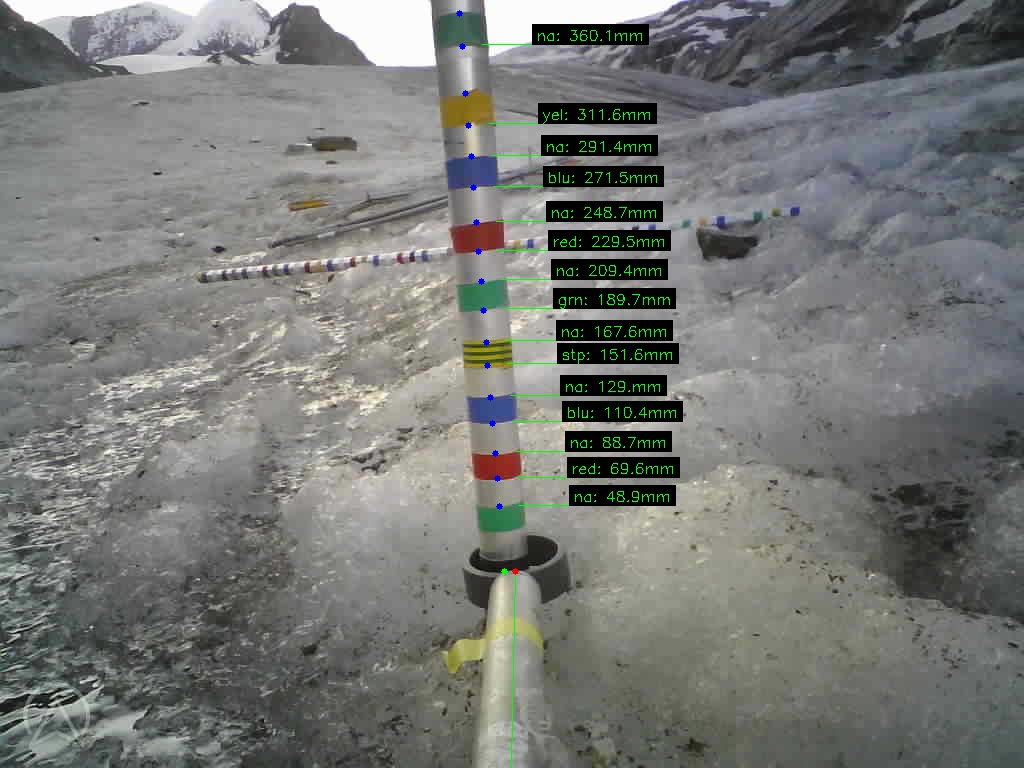 na: 360.1mm
yel: 311.6mm
na: 291.4mm
blu: 271.5mm
na: 248.7mm
red: 229.5mm
na: 209.4mm
grn: 189.7mm
na: 167.6mm
stp: 151.6mm
na: 129.mm
blu: 110.4mm
na: 88.7mm
red: 69.6mm
na: 48.9mm